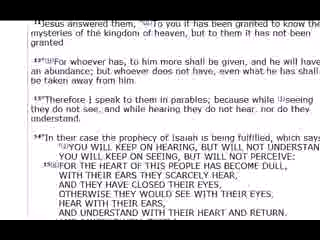 11Jesus answered them, "(L)To you it has been granted to know the
mysteries of the kingdom of heaven, but to them it has not been
granted
12(M)For whoever has, to him more shall be given, and he will have
an abundance; but whoever does not have, even what he has shall
be taken away from him.
13"Therefore I speak to them in parables; because while (N)seeing
they do not see, and while hearing they do not hear, nor do they
understand.
14"In their case the prophecy of Isaiah is being fulfilled, which says
YOU WILL KEEP ON HEARING, BUT WILL NOT UNDERSTAN
YOU WILL KEEP ON SEEING, BUT WILL NOT PERCEIVE:
15FOR THE HEART OF THIS PEOPLE HAS BECOME DULL,
WITH THEIR EARS THEY SCARCELY HEAR,
AND THEY HAVE CLOSED THEIR EYES,
OTHERWISE THEY WOULD SEE WITH THEIR EYES,
HEAR WITH THEIR EARS,
AND UNDERSTAND WITH THEIR HEART AND RETURN,